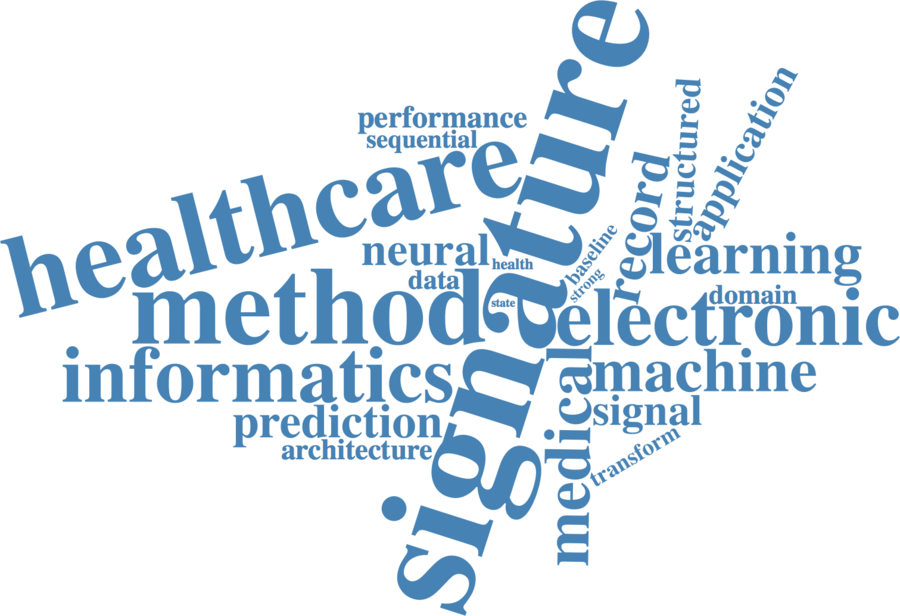 signature
performance
sequential
healthcare
structured
application
record
neural
health
baseline
learning
data
strong
state
domain
method
electronic
informatics
machine
medical
prediction
signal
architecture
transform